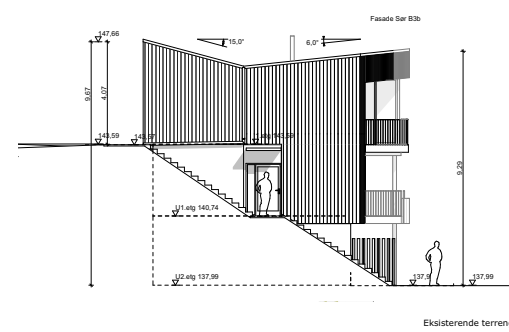 Fasade Sør B3b
147,66
15,0°
6,0°
9,67
4,07
9,29
143,59
143,57
1.etg 143,59
U1.etg 140,74
U2.etg 137,99
137,9
137,99
Eksisterende terreng